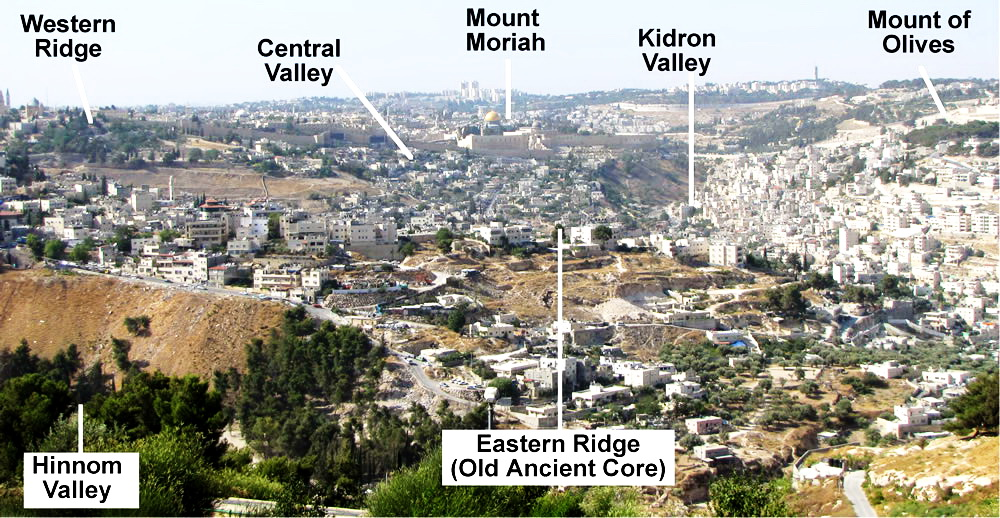 Western
Ridge
Central
Valley
Mount
Moriah
Kidron
Valley
Mount of
Olives
Hinnom
Valley
Eastern Ridge
(Old Ancient Core)